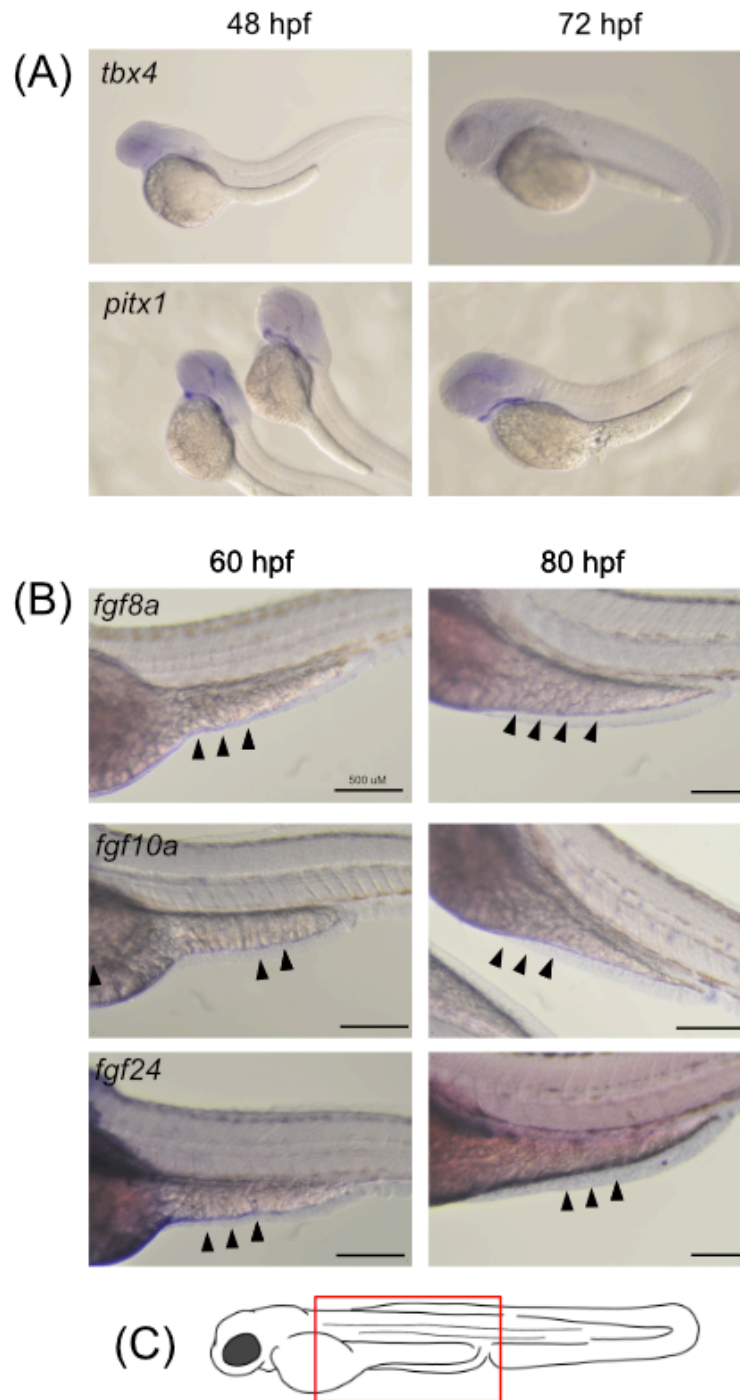 48 hpf 72 hpf
(A)
tbx4
pitx1
60 hpf 80 hpf
(B)
fgf8a
500 uM
fgf10a
fgf24
(C)